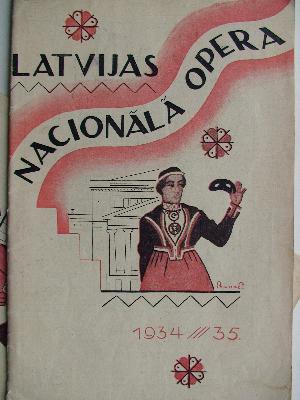 LATVIJAS
NACIONĀLĀ OPERA
1934///35.